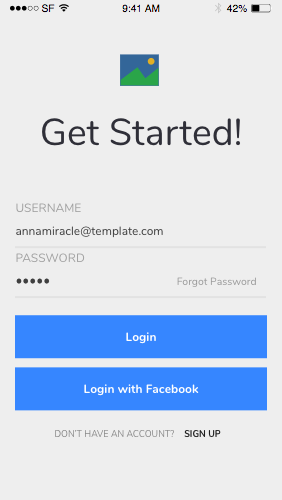 SF 9:41 AM 42%
Get Started!
USERNAME
annamiracle@template.com
PASSWORD
Forgot Password
Login
Login with Facebook
DON'T HAVE AN ACCOUNT? SIGN UP